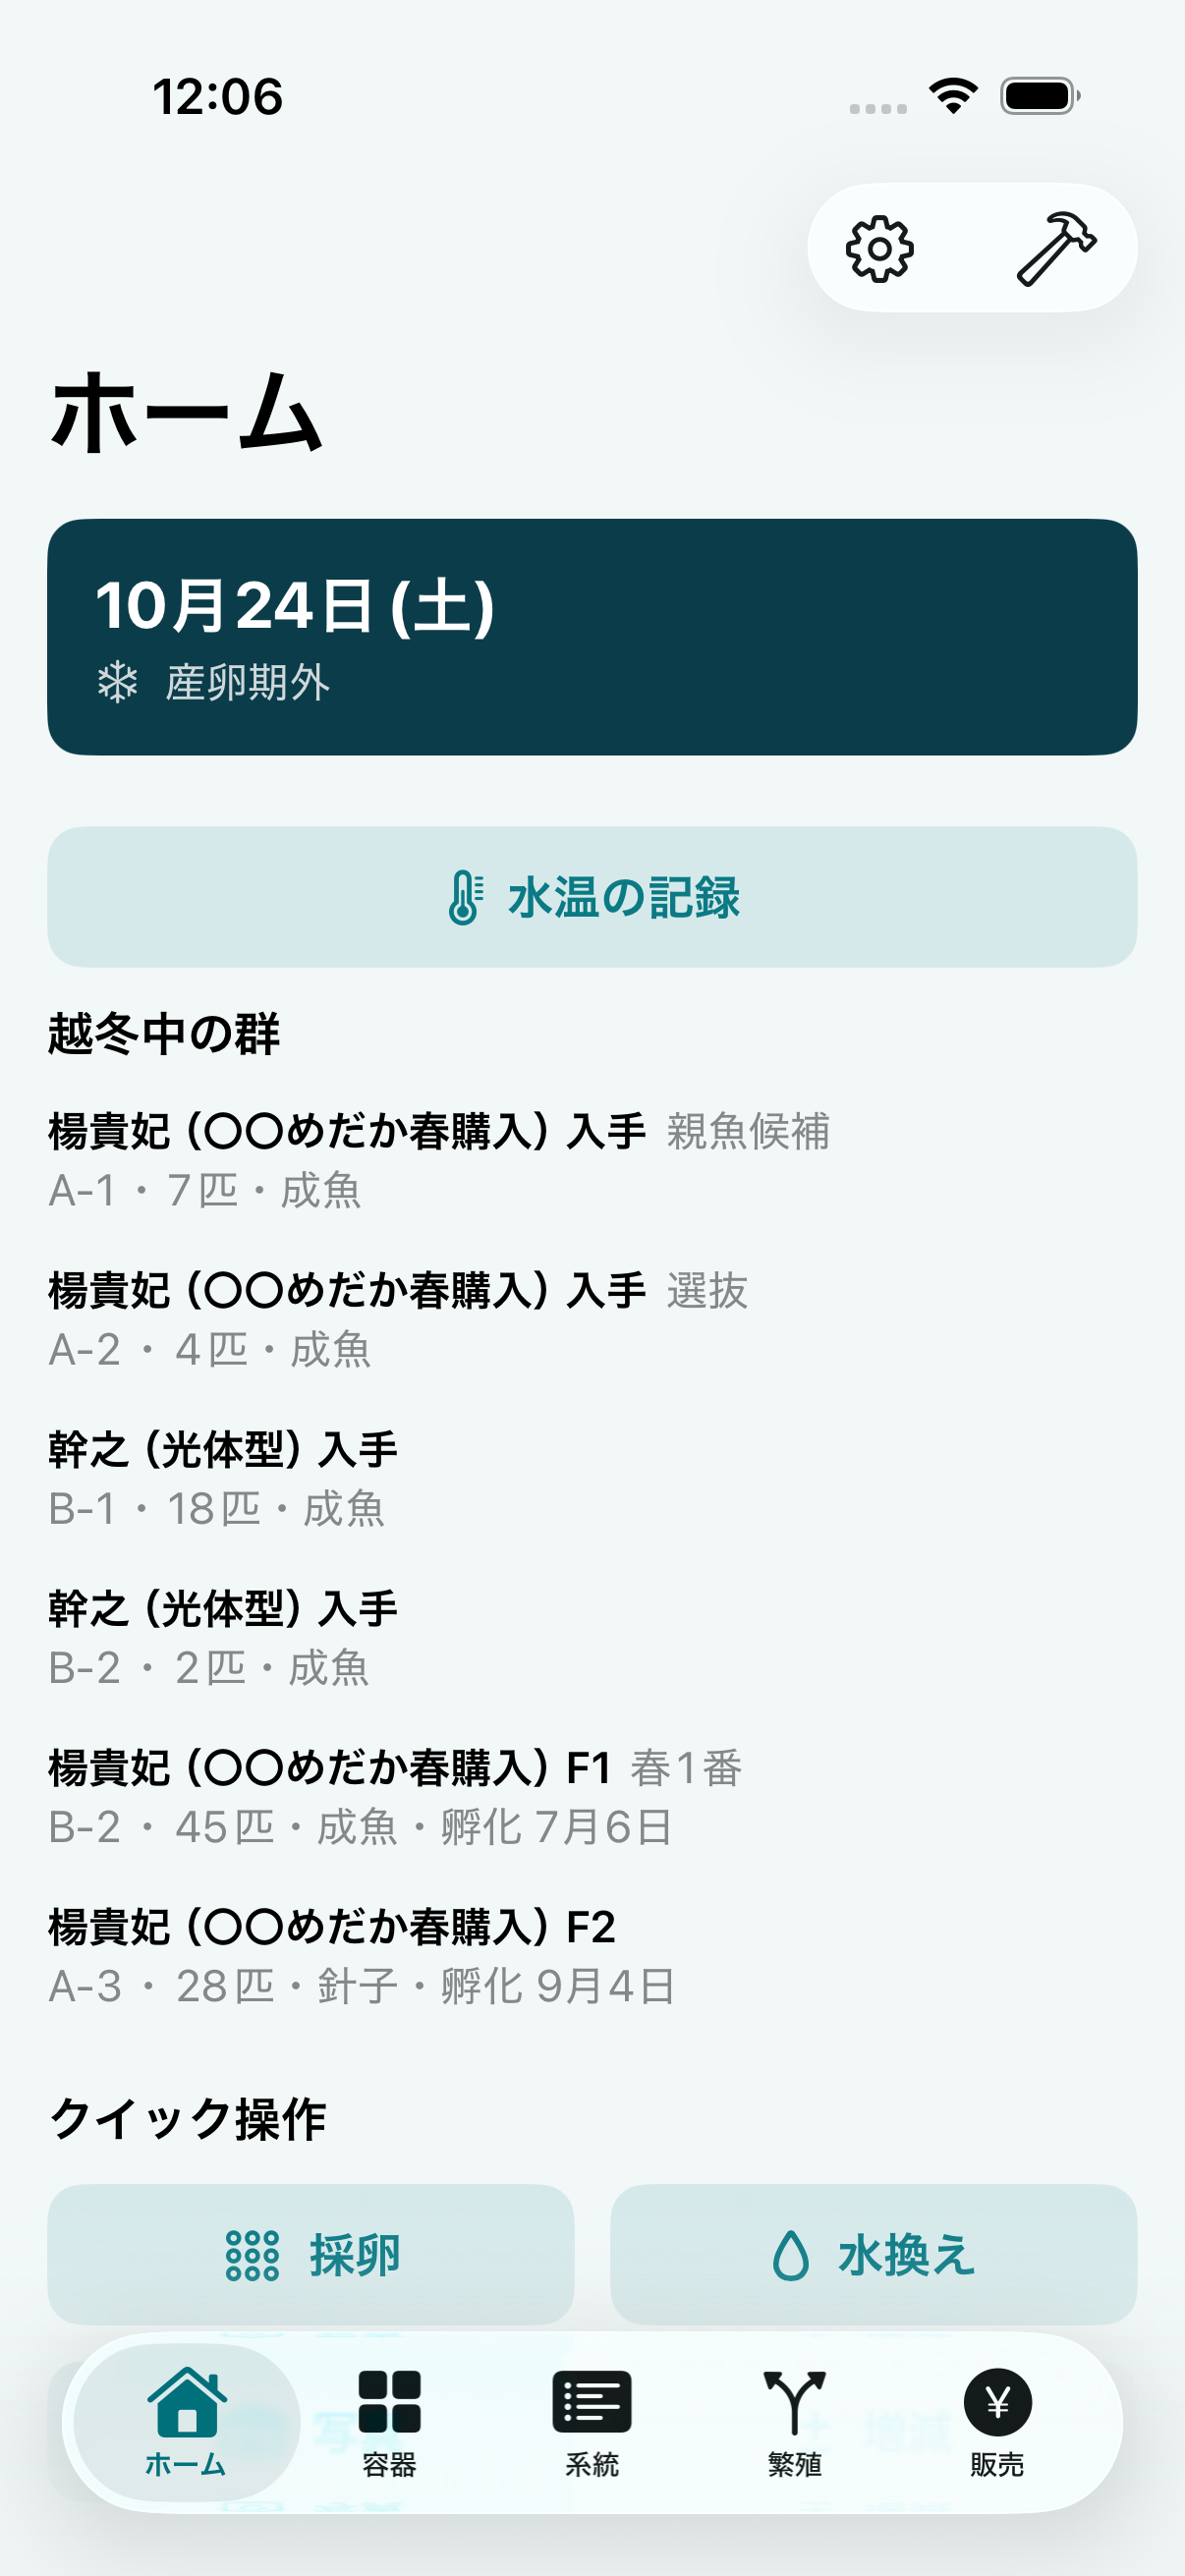 12:06
ホーム
10月24日(土)
産卵期外
水温の記録
越冬中の群
楊貴妃（〇〇めだか春購入）入手 親魚候補
A-1・7匹・成魚
楊貴妃（〇〇めだか春購入）入手 選抜
A-2・4匹・成魚
幹之（光体型）入手
B-1・18匹・成魚
幹之（光体型）入手
B-2・2匹・成魚
楊貴妃（〇〇めだか春購入）F1 春1番
B-2・45匹・成魚・孵化 7月6日
楊貴妃（〇〇めだか春購入）F2
A-3・28匹・針子・孵化 9月4日
クイック操作
採卵 水換え
写 増減
ホーム 容器 系統 繁殖 販売